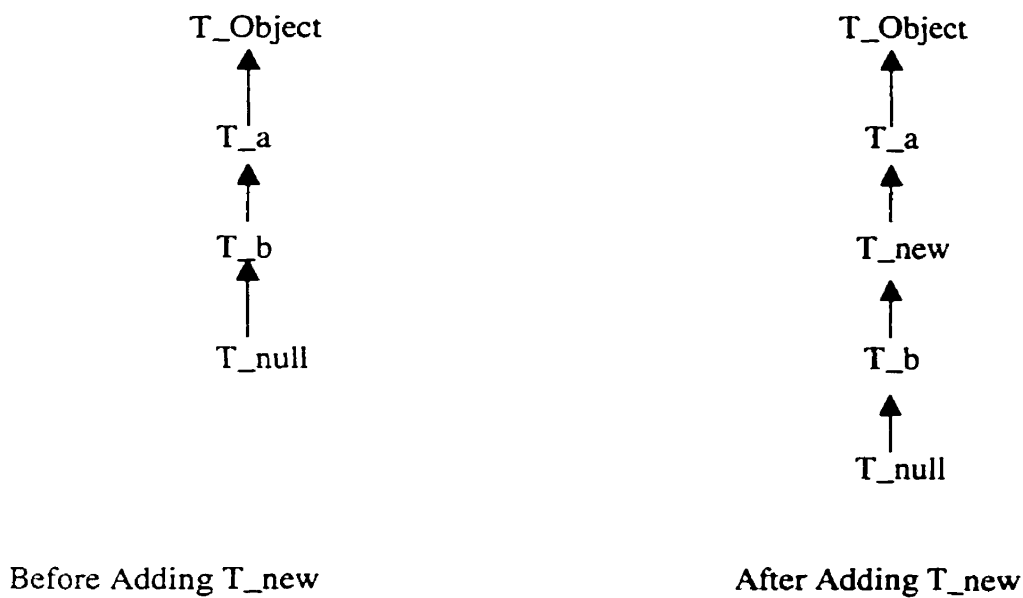 T_Object
T_a
T_b
T_null
Before Adding T_new
T_Object
T_a
T_new
T_b
T_null
After Adding T_new